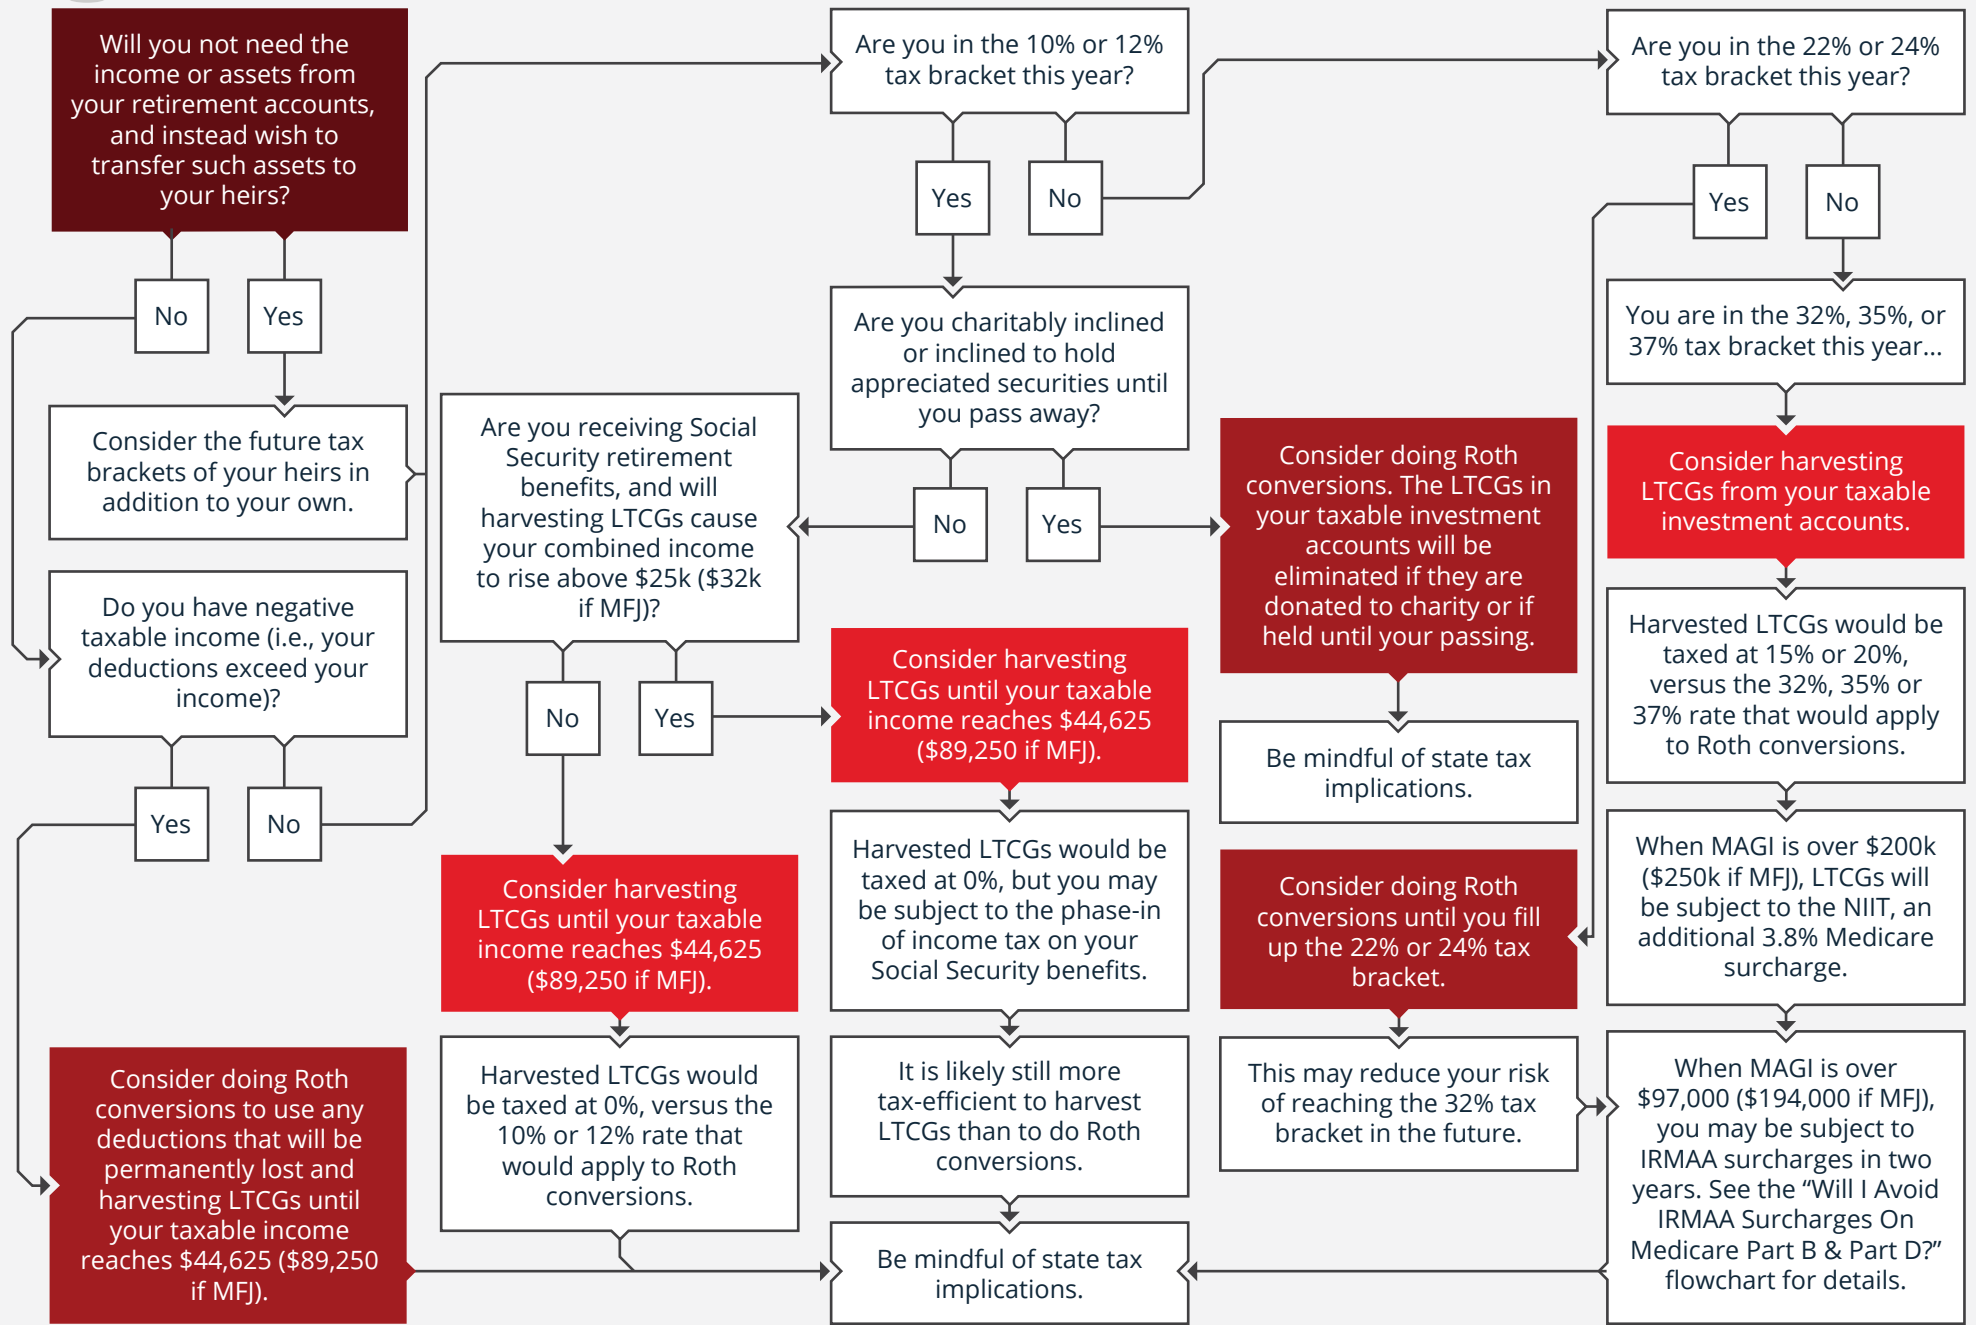 Will you not need the
income or assets from
your retirement accounts,
and instead wish to
transfer such assets to
your heirs?
No
Yes
Consider the future tax
brackets of your heirs in
addition to your own.
Do you have negative
taxable income (i.e., your
deductions exceed your
income)?
Yes
No
Consider doing Roth
conversions to use any
deductions that will be
permanently lost and
harvesting LTCGs until
your taxable income
reaches $44,625 ($89,250
if MFJ).
Are you in the 10% or 12%
tax bracket this year?
Yes
No
Are you charitably inclined
or inclined to hold
appreciated securities until
you pass away?
No
Yes
Are you receiving Social
Security retirement
benefits, and will
harvesting LTCGs cause
your combined income
to rise above $25k ($32k
if MFJ)?
No
Yes
Consider harvesting
LTCGs until your taxable
income reaches $44,625
($89,250 if MFJ).
Harvested LTCGs would
be taxed at 0%, versus the
10% or 12% rate that
would apply to Roth
conversions.
Consider harvesting
LTCGs until your taxable
income reaches $44,625
($89,250 if MFJ).
Harvested LTCGs would be
taxed at 0%, but you may
be subject to the phase-in
of income tax on your
Social Security benefits.
It is likely still more
tax-efficient to harvest
LTCGs than to do Roth
conversions.
Be mindful of state tax
implications.
Consider doing Roth
conversions. The LTCGs in
your taxable investment
accounts will be
eliminated if they are
donated to charity or if
held until your passing.
Be mindful of state tax
implications.
Consider doing Roth
conversions until you fill
up the 22% or 24% tax
bracket.
This may reduce your risk
of reaching the 32% tax
bracket in the future.
Are you in the 22% or 24%
tax bracket this year?
Yes
No
You are in the 32%, 35%, or
37% tax bracket this year...
Consider harvesting
LTCGs from your taxable
investment accounts.
Harvested LTCGs would be
taxed at 15% or 20%,
versus the 32%, 35% or
37% rate that would apply
to Roth conversions.
When MAGI is over $200k
($250k if MFJ), LTCGs will
be subject to the NIIT, an
additional 3.8% Medicare
surcharge.
When MAGI is over
$97,000 ($194,000 if MFJ),
you may be subject to
IRMAA surcharges in two
years. See the “Will I Avoid
IRMAA Surcharges On
Medicare Part B & Part D?”
flowchart for details.